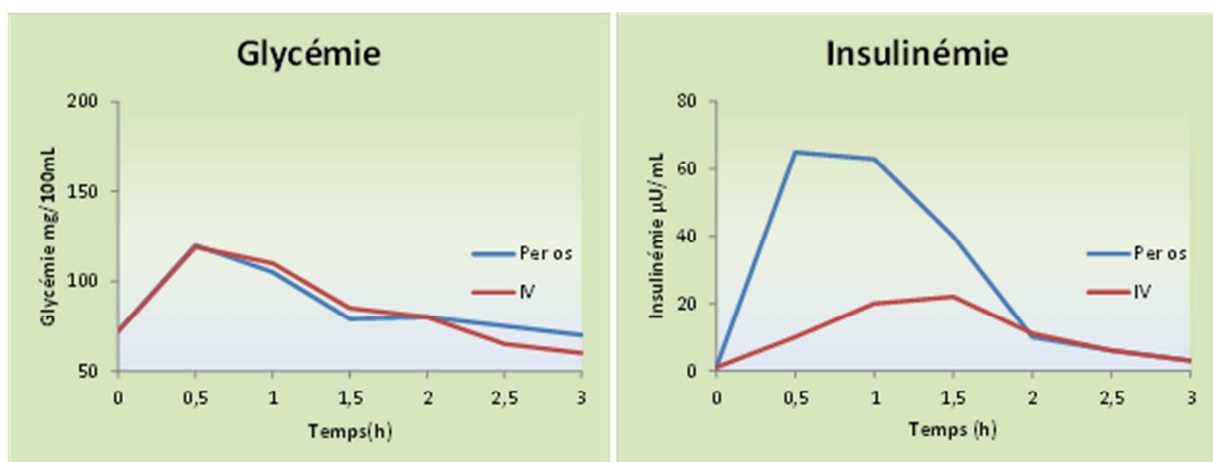 Glycémie
Glycémie mg/100mL
200
150
100
50
0 0,5 1 1,5 2 2,5 3
Temps(h)
Per os
IV
Insulinémie
Insulinémie µU/mL
80
60
40
20
0
0 0,5 1 1,5 2 2,5 3
Temps (h)
Per os
IV